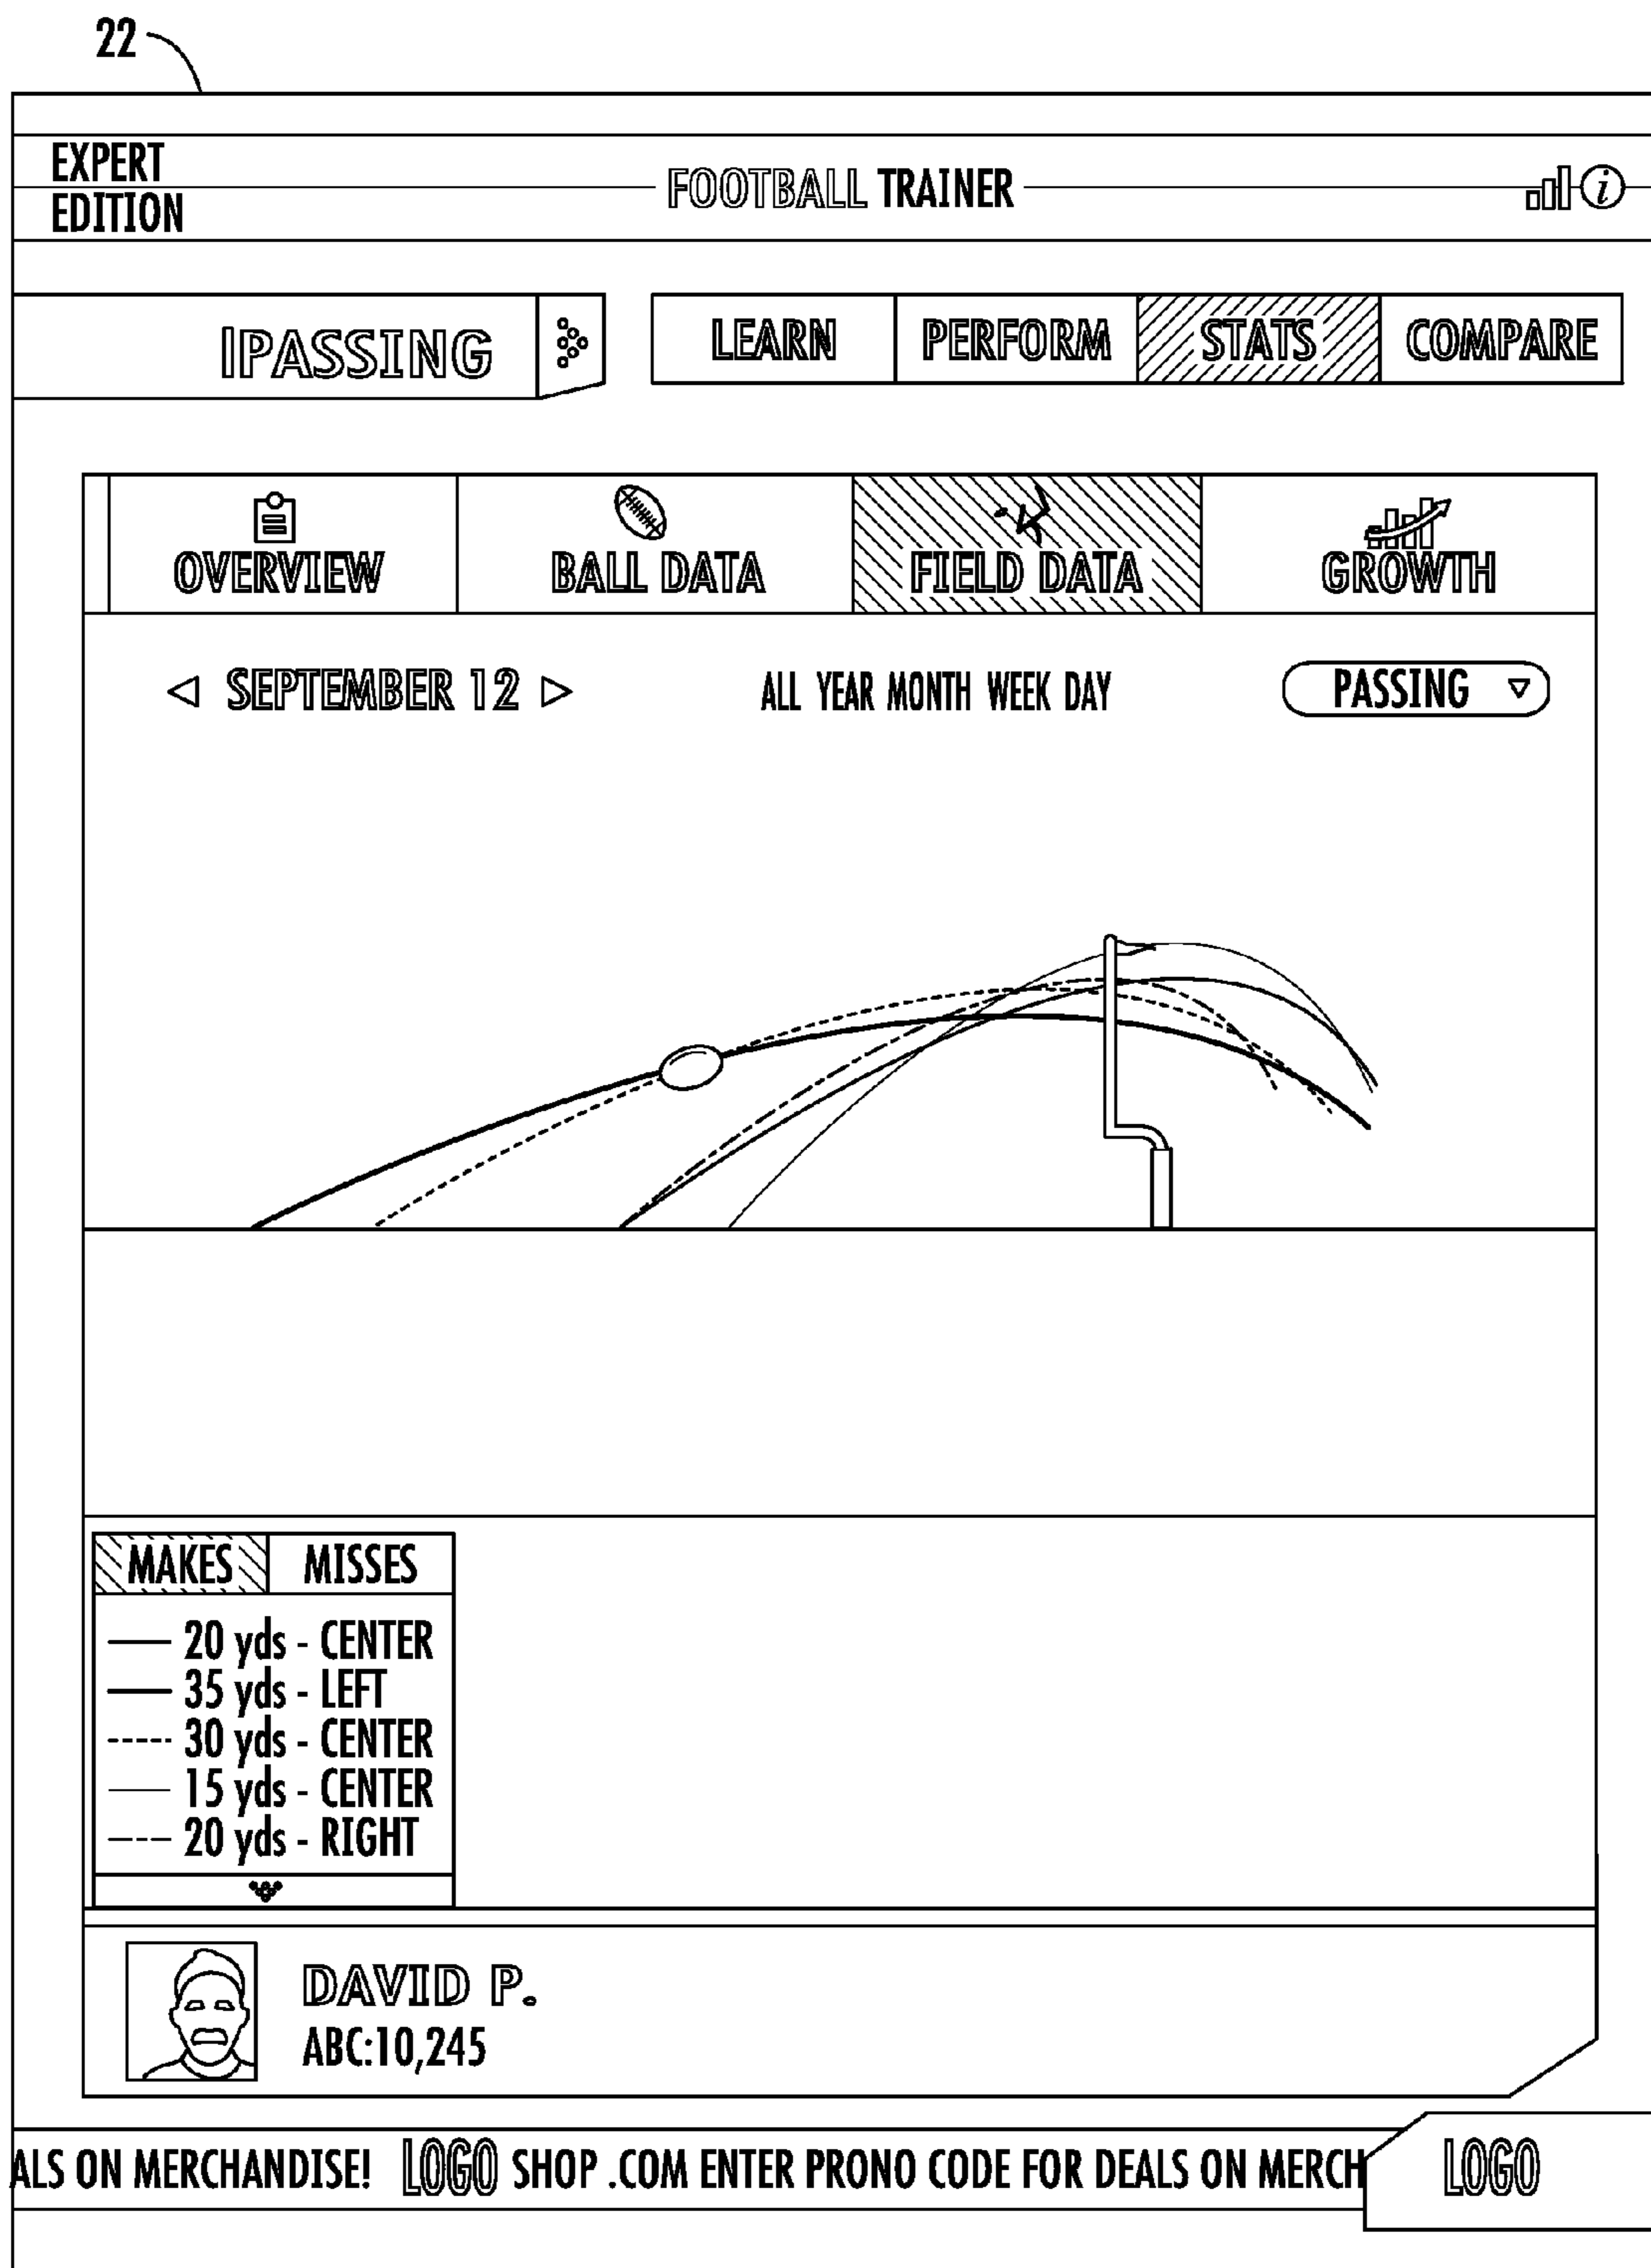 22
EXPERT
EDITION
FOOTBALL TRAINER
i
IPASSING
LEARN PERFORM STATS COMPARE
OVERVIEW BALL DATA FIELD DATA GROWTH
SEPTEMBER 12 ALL YEAR MONTH WEEK DAY PASSING
MAKES MISSES
20 yds - CENTER
35 yds - LEFT
30 yds - CENTER
15 yds - CENTER
20 yds - RIGHT
DAVID P.
ABC:10,245
ALS ON MERCHANDISE! LOGO SHOP .COM ENTER PRONO CODE FOR DEALS ON MERCH LOGO